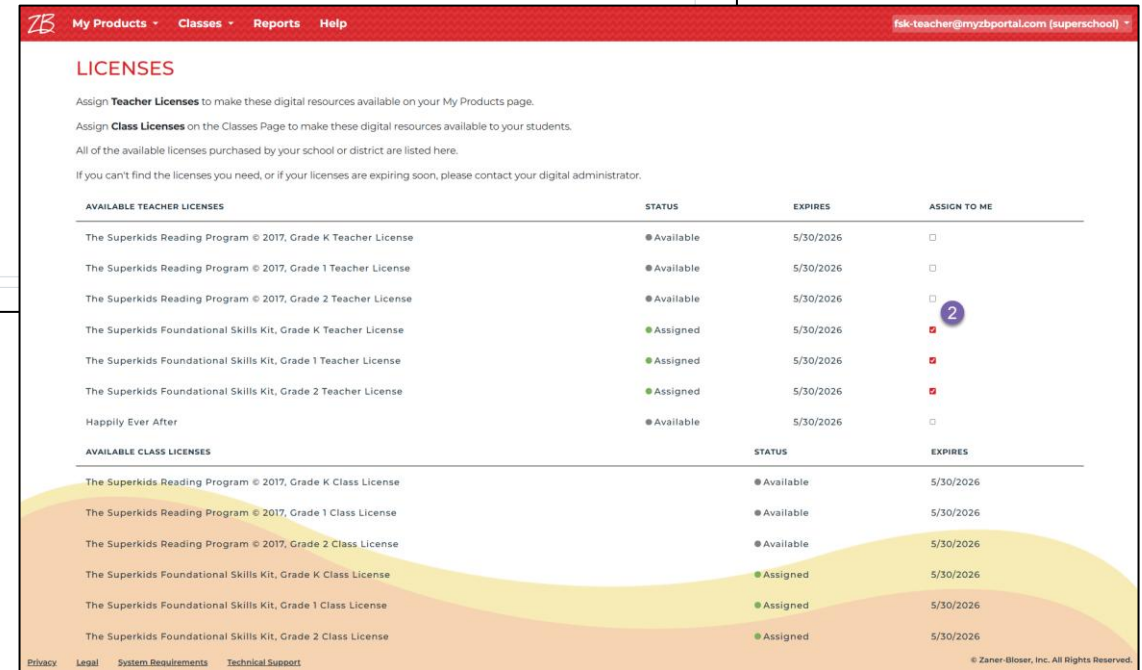 ZB My Products Classes Reports Help fsk-teacher@myzbportal.com (superschool)
LICENSES
Assign Teacher Licenses to make these digital resources available on your My Products page.
Assign Class Licenses on the Classes Page to make these digital resources available to your students.
All of the available licenses purchased by your school or district are listed here.
If you can't find the licenses you need, or if your licenses are expiring soon, please contact your digital administrator.
AVAILABLE TEACHER LICENSES STATUS EXPIRES ASSIGN TO ME
The Superkids Reading Program © 2017, Grade K Teacher License Available 5/30/2026
The Superkids Reading Program © 2017, Grade 1 Teacher License Available 5/30/2026
The Superkids Reading Program © 2017, Grade 2 Teacher License Available 5/30/2026
2
The Superkids Foundational Skills Kit, Grade K Teacher License Assigned 5/30/2026
The Superkids Foundational Skills Kit, Grade 1 Teacher License Assigned 5/30/2026
The Superkids Foundational Skills Kit, Grade 2 Teacher License Assigned 5/30/2026
Happily Ever After Available 5/30/2026
AVAILABLE CLASS LICENSES STATUS EXPIRES
The Superkids Reading Program © 2017, Grade K Class License Available 5/30/2026
The Superkids Reading Program © 2017, Grade 1 Class License Available 5/30/2026
The Superkids Reading Program © 2017, Grade 2 Class License Available 5/30/2026
The Superkids Foundational Skills Kit, Grade K Class License Assigned 5/30/2026
The Superkids Foundational Skills Kit, Grade 1 Class License Assigned 5/30/2026
The Superkids Foundational Skills Kit, Grade 2 Class License Assigned 5/30/2026
Privacy Legal System Requirements Technical Support © Zaner-Bloser, Inc. All Rights Reserved.